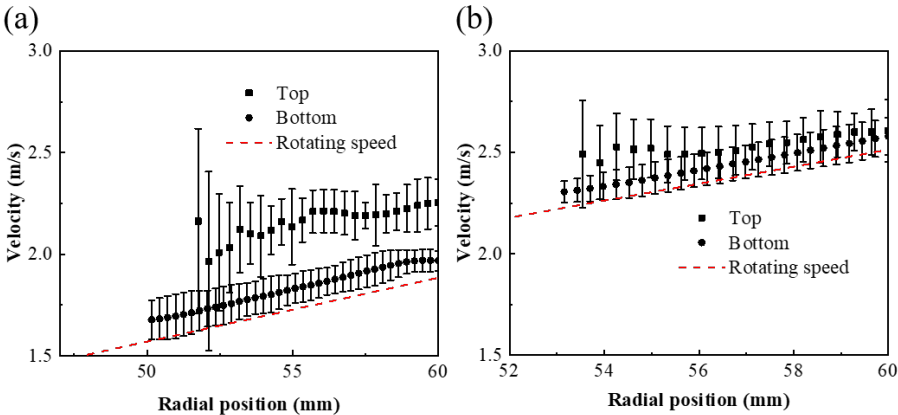 (a)
3.0
2.5
2.0
1.5
Velocity (m/s)
Top
Bottom
Rotating speed
50
55
60
Radial position (mm)
(b)
3.0
2.5
2.0
1.5
Velocity (m/s)
Top
Bottom
Rotating speed
52
54
56
58
60
Radial position (mm)